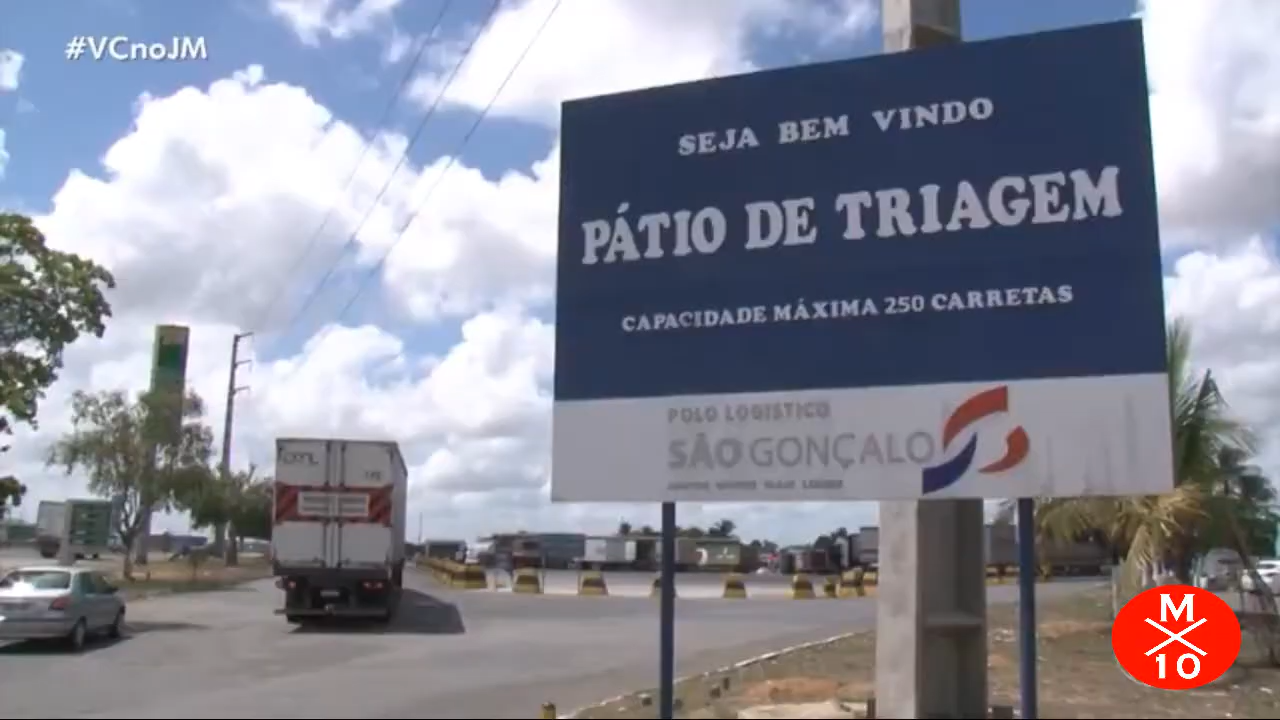 #VCnoJM
SEJA BEM VINDO
PÁTIO DE TRIAGEM
CAPACIDADE MÁXIMA 250 CARRETAS
POLO LOGISTICO
SÃO GONÇALO
M
10